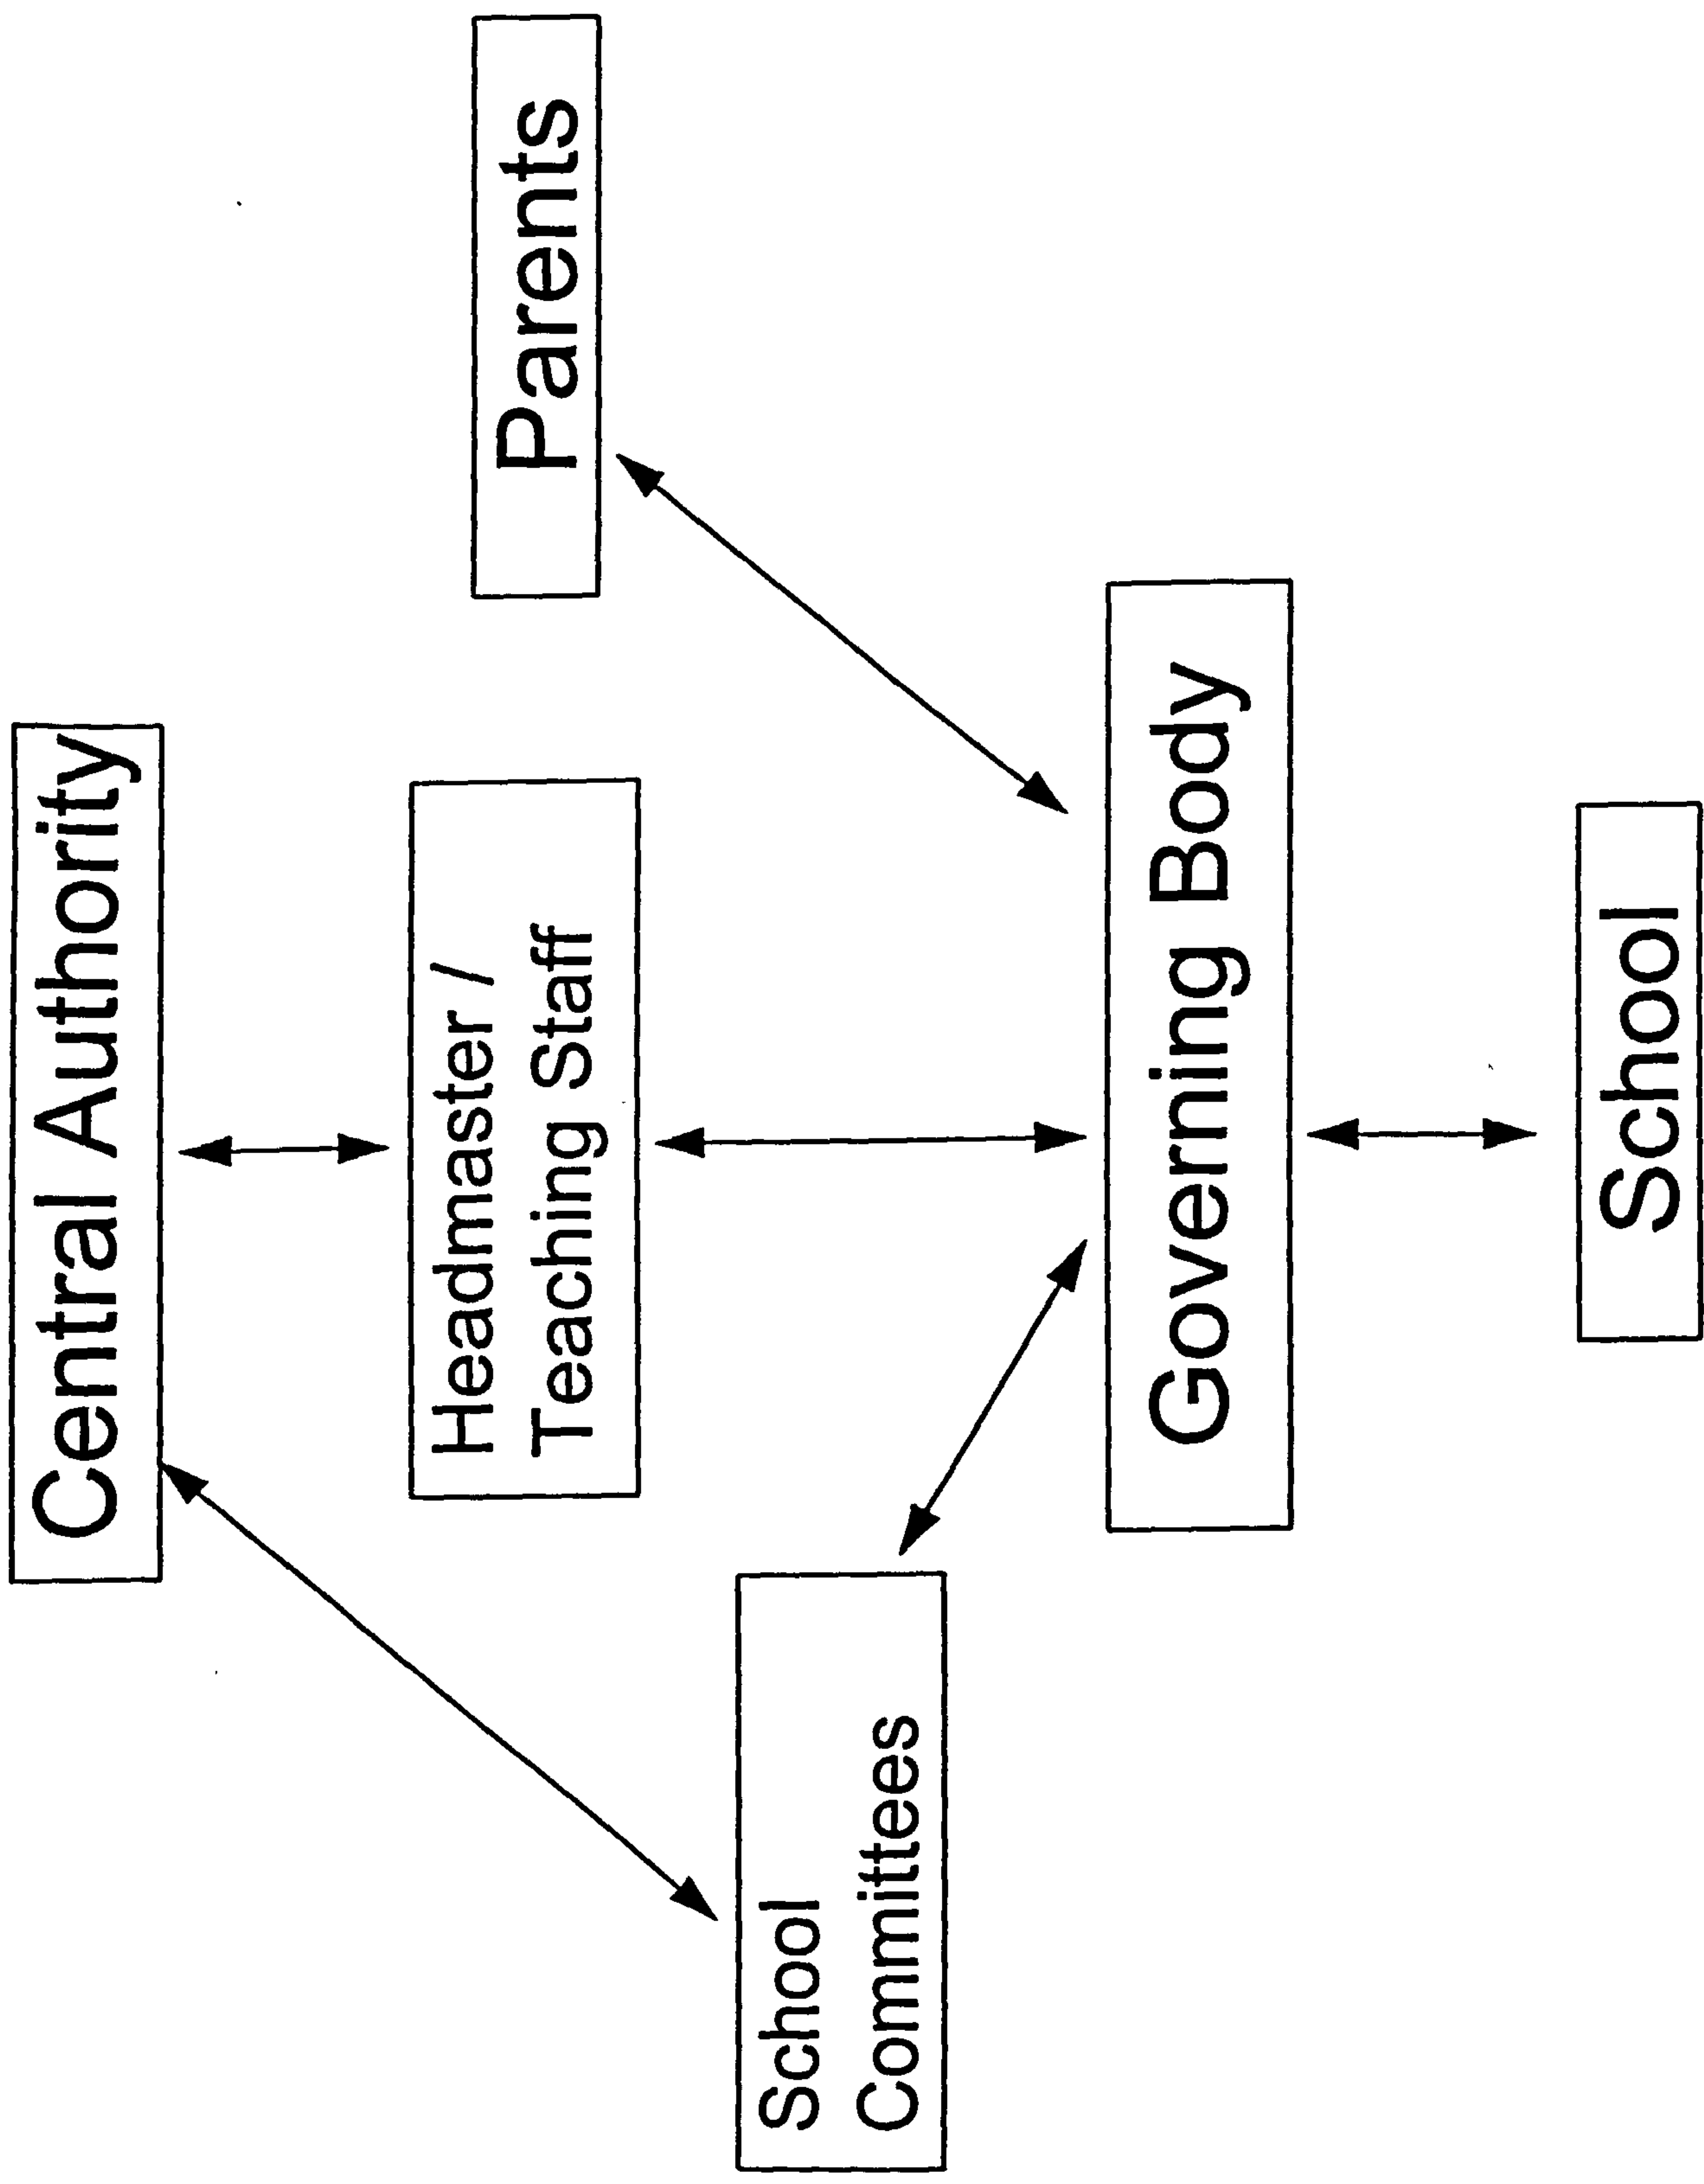 Central Authority
Headmaster /
Teaching Staff
Parents
School
Committees
Governing Body
School